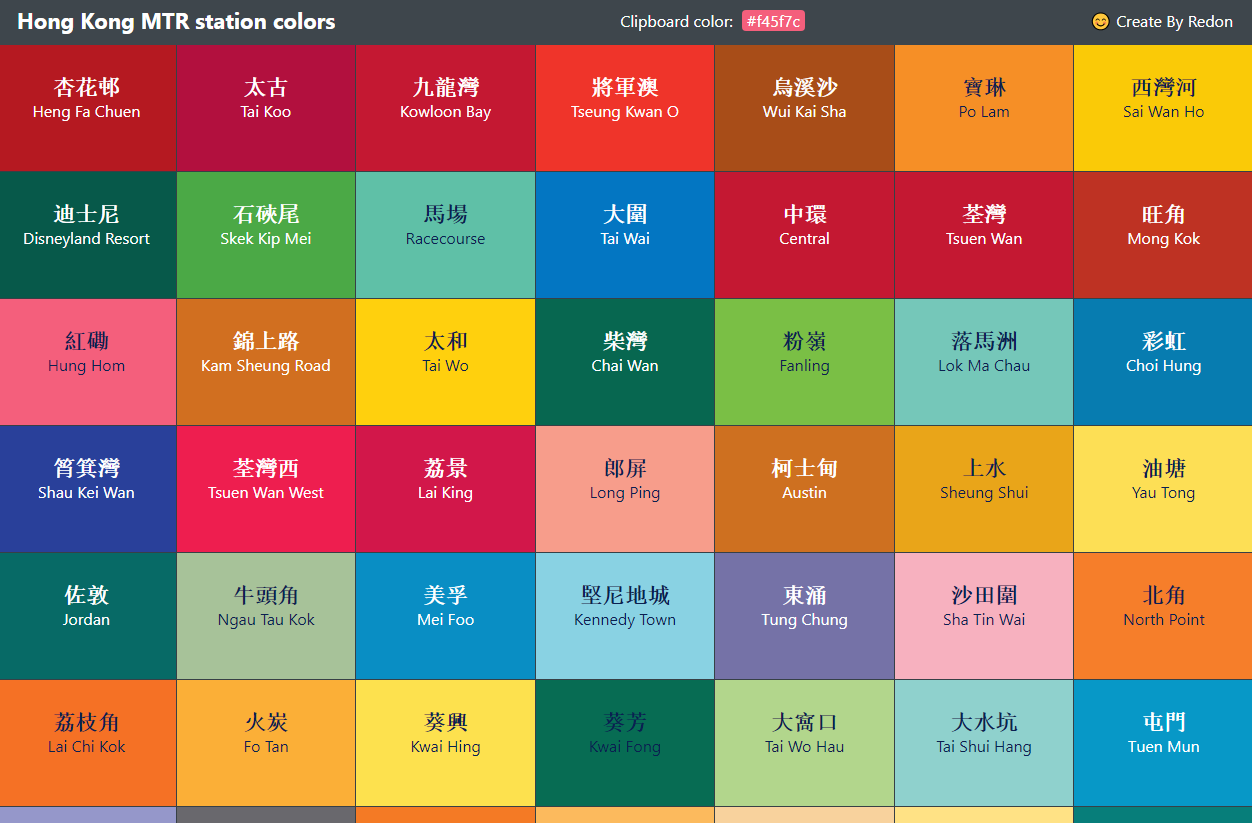 Hong Kong MTR station colors
Clipboard color: #f45f7c
Create By Redon
杏花邨
Heng Fa Chuen
太古
Tai Koo
九龍灣
Kowloon Bay
將軍澳
Tseung Kwan O
烏溪沙
Wui Kai Sha
寶琳
Po Lam
西灣河
Sai Wan Ho
迪士尼
Disneyland Resort
石硤尾
Skek Kip Mei
馬場
Racecourse
大圍
Tai Wai
中環
Central
荃灣
Tsuen Wan
旺角
Mong Kok
紅磡
Hung Hom
錦上路
Kam Sheung Road
太和
Tai Wo
柴灣
Chai Wan
粉嶺
Fanling
落馬洲
Lok Ma Chau
彩虹
Choi Hung
筲箕灣
Shau Kei Wan
荃灣西
Tsuen Wan West
荔景
Lai King
郎屏
Long Ping
柯士甸
Austin
上水
Sheung Shui
油塘
Yau Tong
佐敦
Jordan
牛頭角
Ngau Tau Kok
美孚
Mei Foo
堅尼地城
Kennedy Town
東涌
Tung Chung
沙田圍
Sha Tin Wai
北角
North Point
荔枝角
Lai Chi Kok
火炭
Fo Tan
葵興
Kwai Hing
葵芳
Kwai Fong
大窩口
Tai Wo Hau
大水坑
Tai Shui Hang
屯門
Tuen Mun